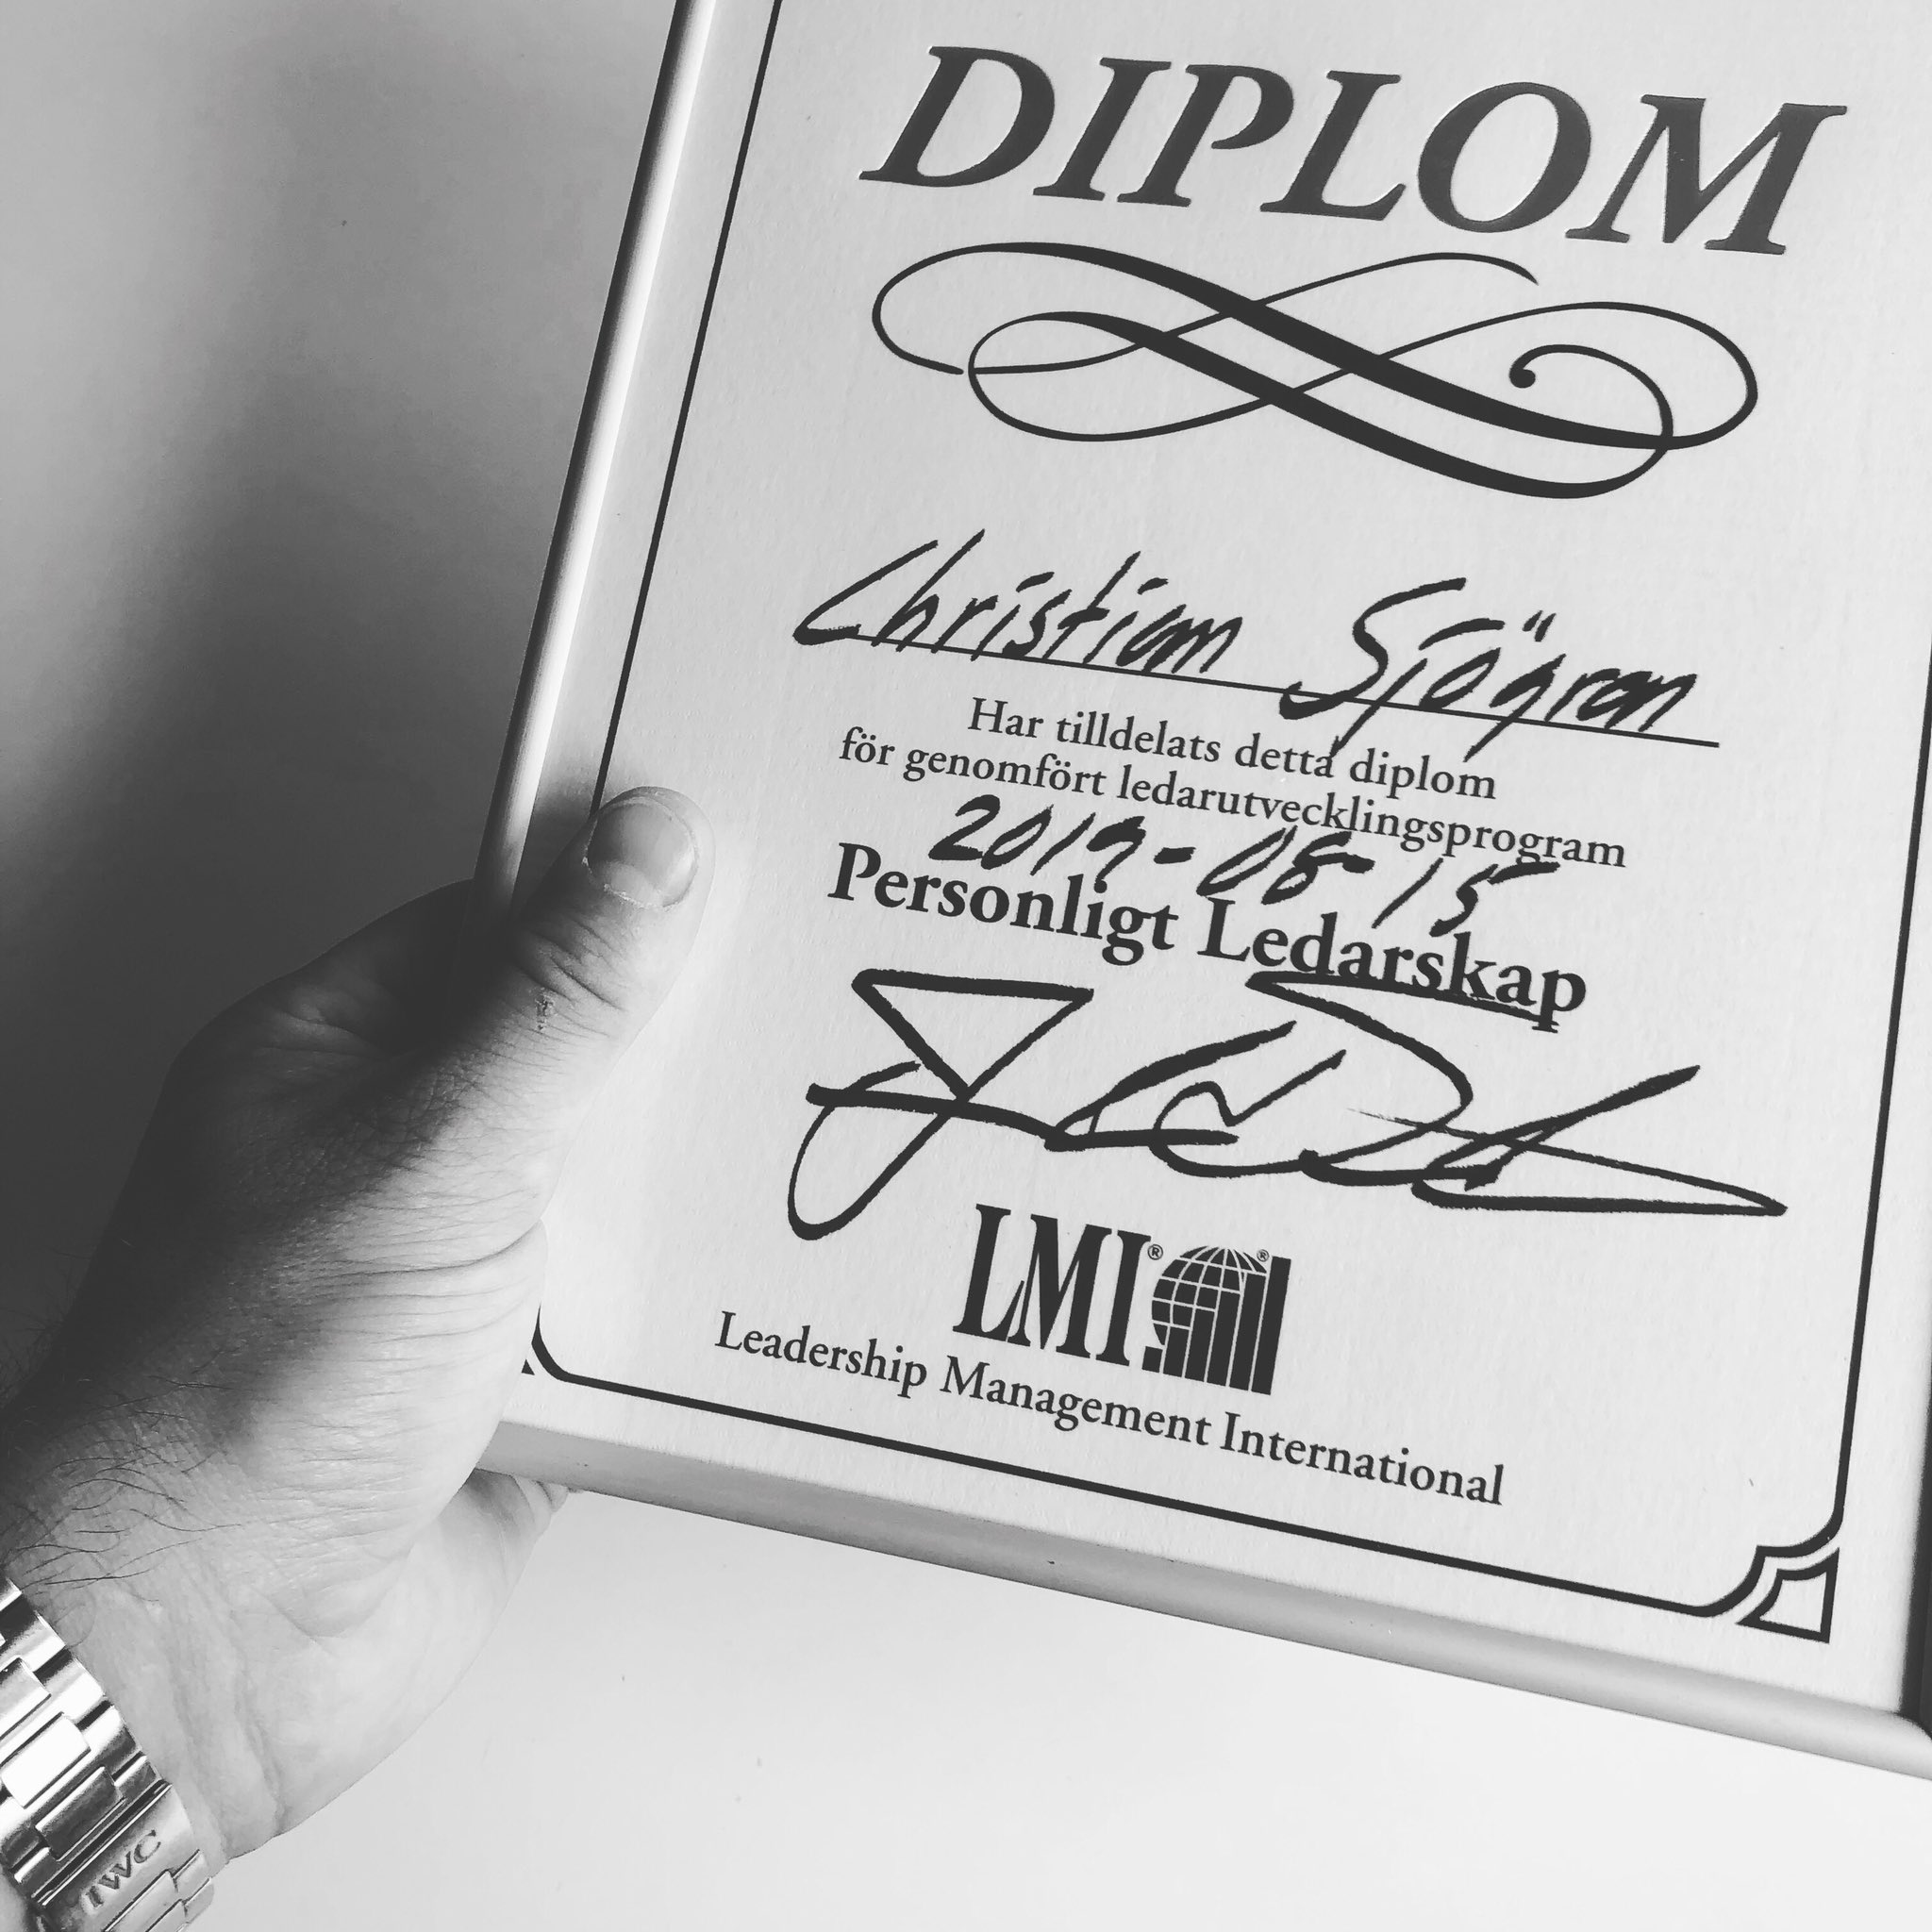 DIPLOM
Christian Sjögren
Har tilldelats detta diplom
för genomfört ledarutvecklingsprogram
2019-08-15
Personligt Ledarskap
LMI® ®
Leadership Management International
IWC